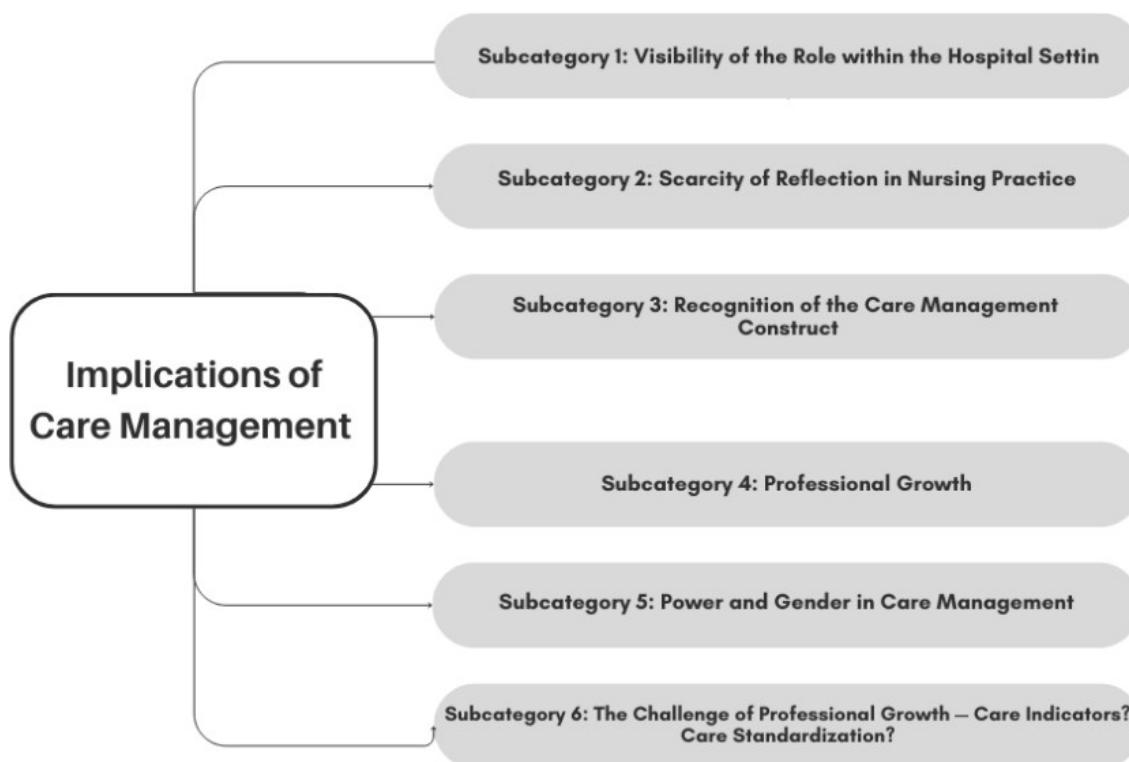 Subcategory 1: Visibility of the Role within the Hospital Settin
Subcategory 2: Scarcity of Reflection in Nursing Practice
Subcategory 3: Recognition of the Care Management
Construct
Implications of
Care Management
Subcategory 4: Professional Growth
Subcategory 5: Power and Gender in Care Management
Subcategory 6: The Challenge of Professional Growth — Care Indicators?
Care Standardization?